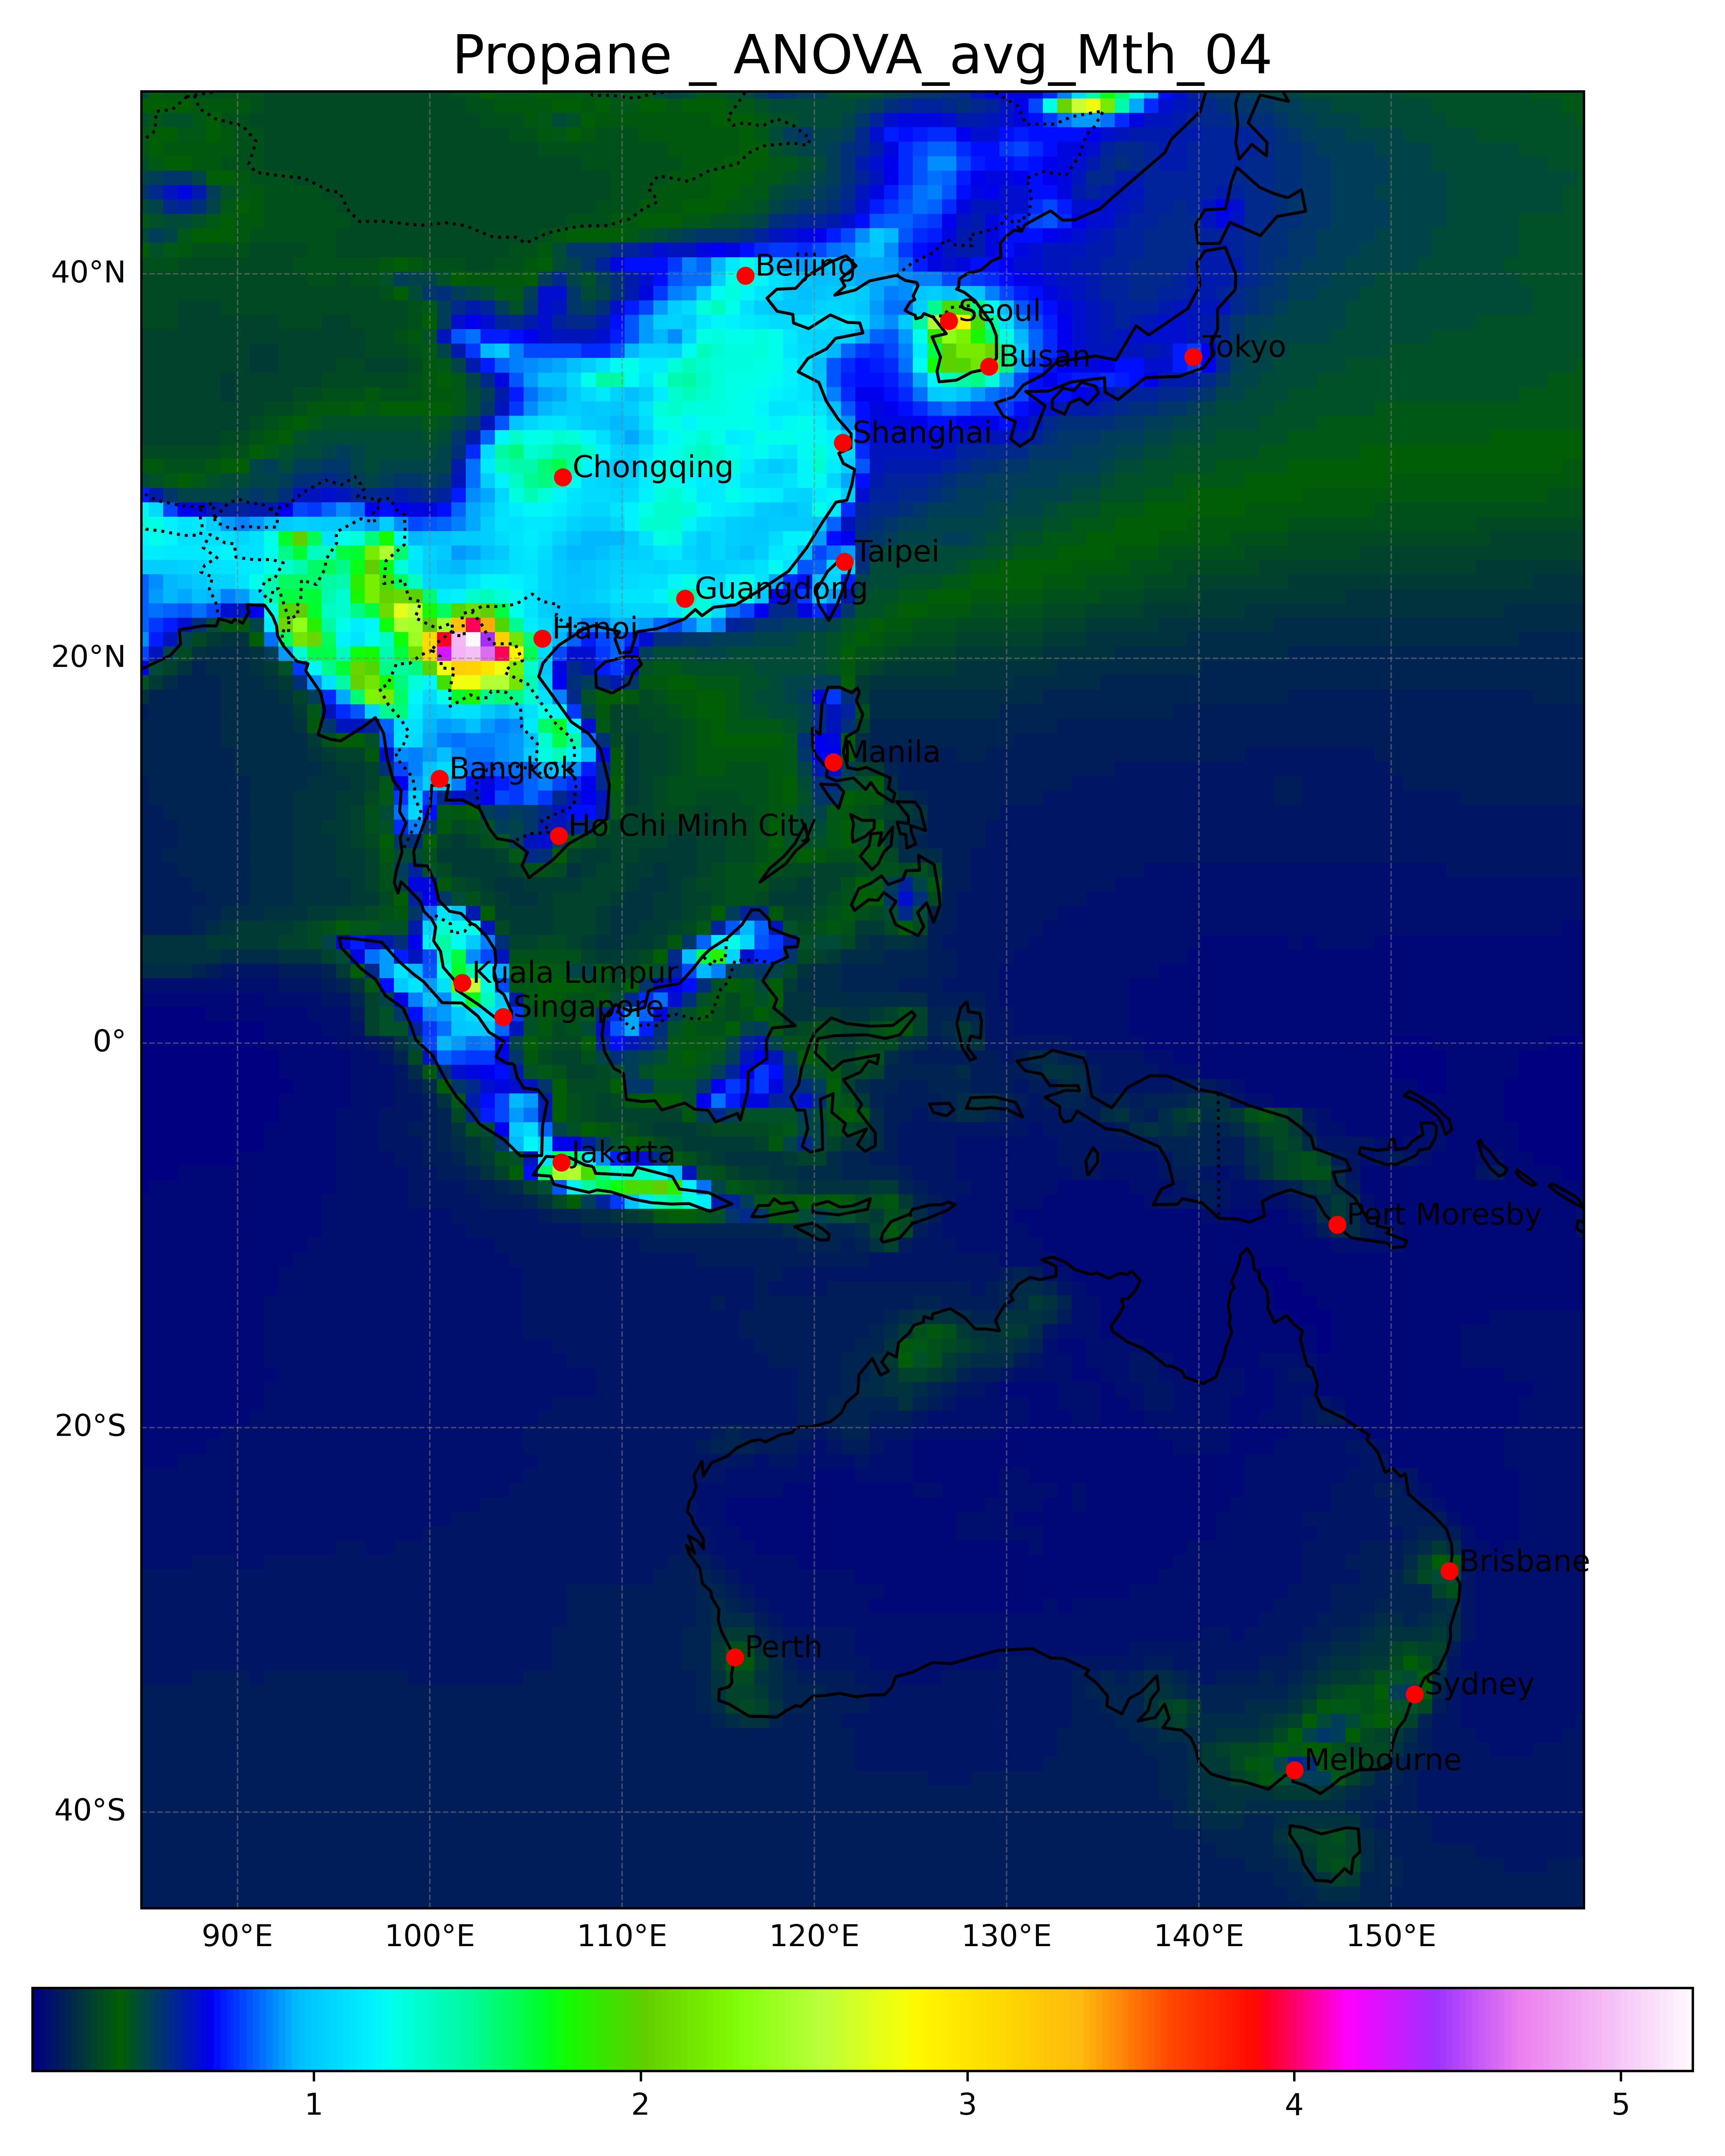 Propane _ ANOVA_avg_Mth_04
40°N
20°N
0°
20°S
40°S
Beijing
Seoul
Busan
Tokyo
Shanghai
Chongqing
Taipei
Guangdong
Hanoi
Manila
Bangkok
Ho Chi Minh City
Kuala Lumpur
Singapore
Jakarta
Port Moresby
Brisbane
Perth
Sydney
Melbourne
90°E 100°E 110°E 120°E 130°E 140°E 150°E
1 2 3 4 5